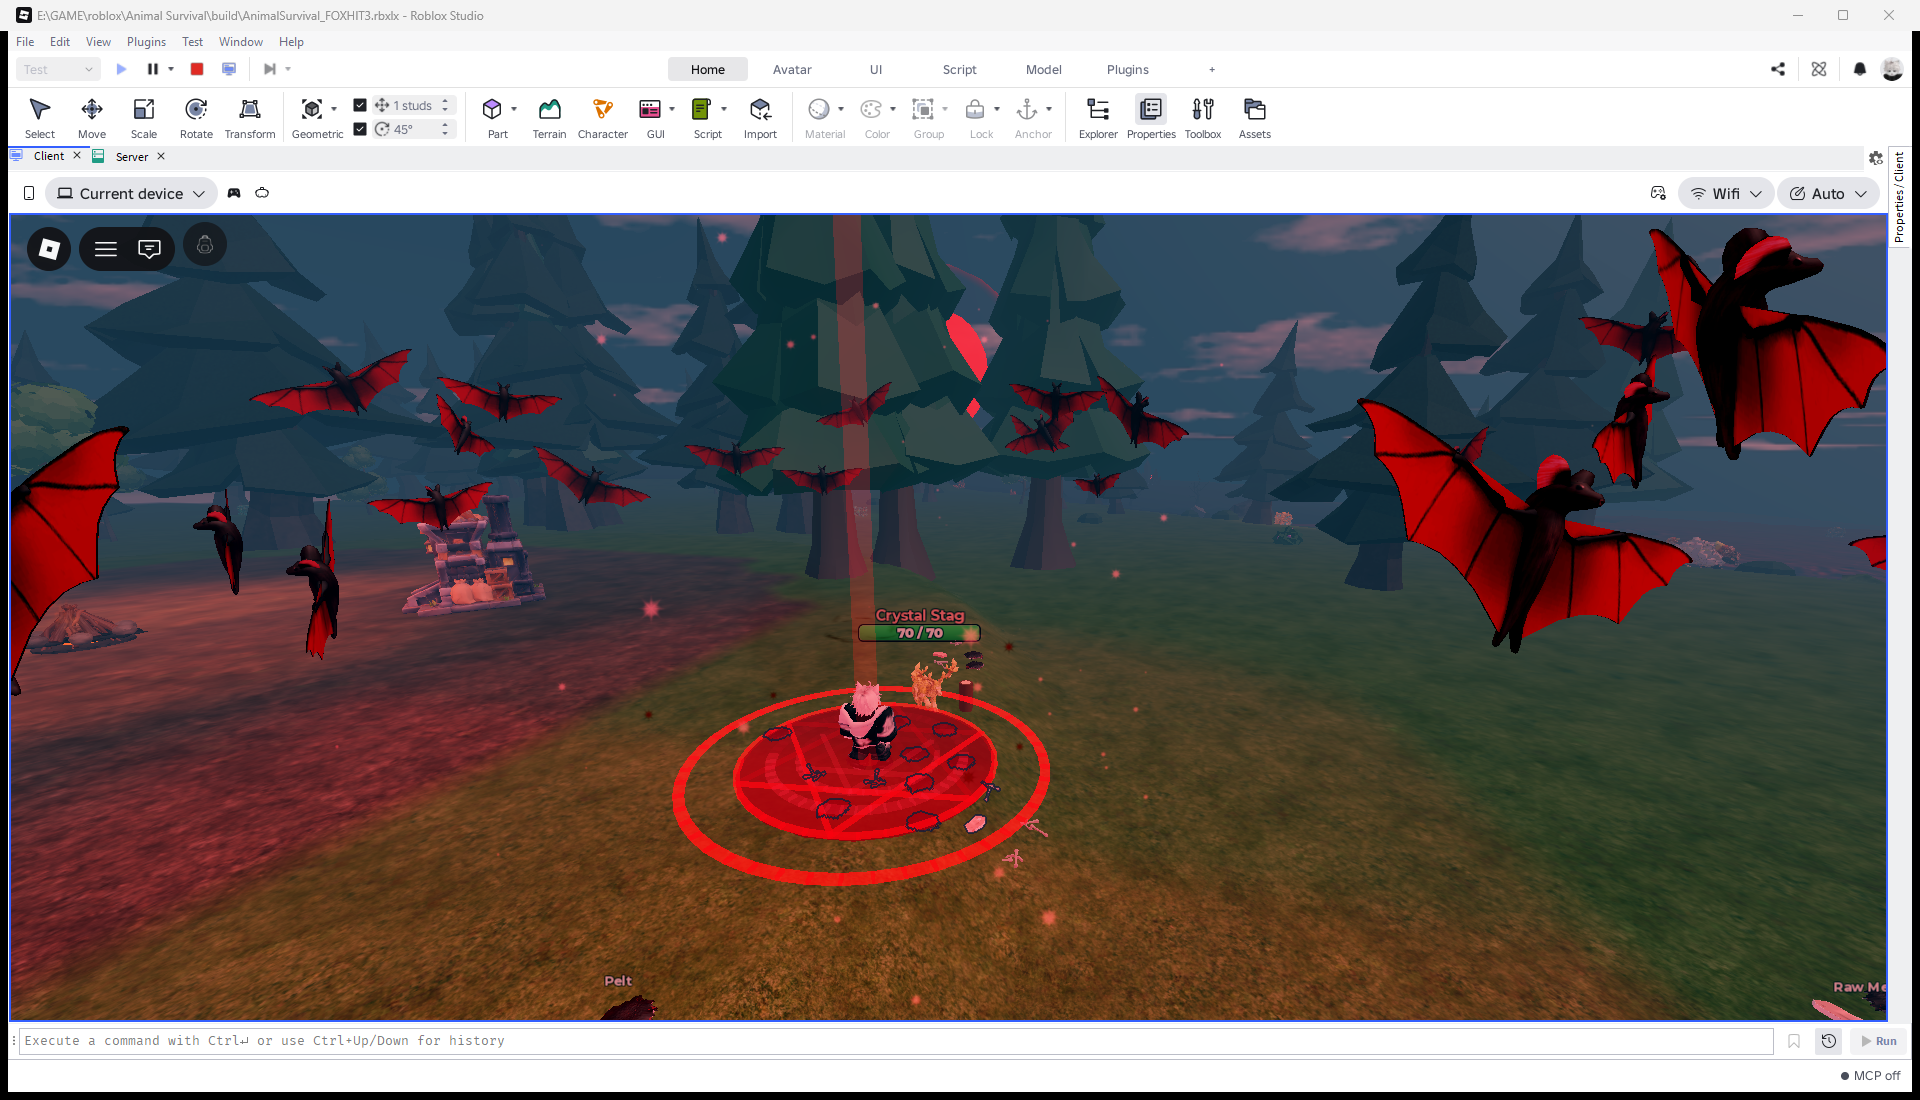 E:\GAME\roblox\Animal Survival\build\AnimalSurvival_FOXHIT3.rbxlx - Roblox Studio
File Edit View Plugins Test Window Help
Test
Home Avatar UI Script Model Plugins +
1 studs
45°
Select Move Scale Rotate Transform Geometric Part Terrain Character GUI Script Import Material Color Group Lock Anchor Explorer Properties Toolbox Assets
Client Server
Properties / Client
Current device Wifi Auto
Crystal Stag
70 / 70
Pelt
Raw Me
Execute a command with Ctrl↵ or use Ctrl+Up/Down for history
Run
MCP off